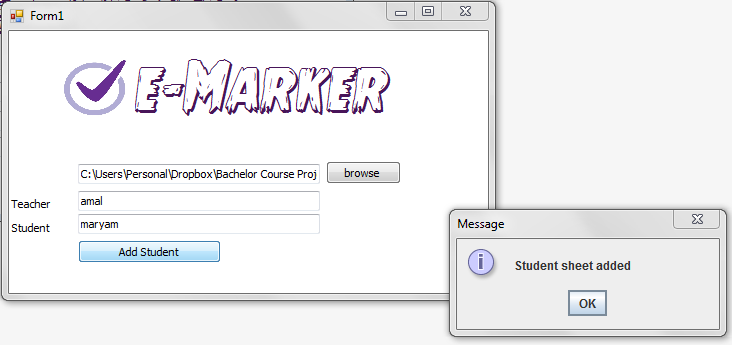 Form1
E-MARKER
C:\Users\Personal\Dropbox\Bachelor Course Proj
browse
Teacher amal
Student maryam
Add Student
Message
Student sheet added
OK